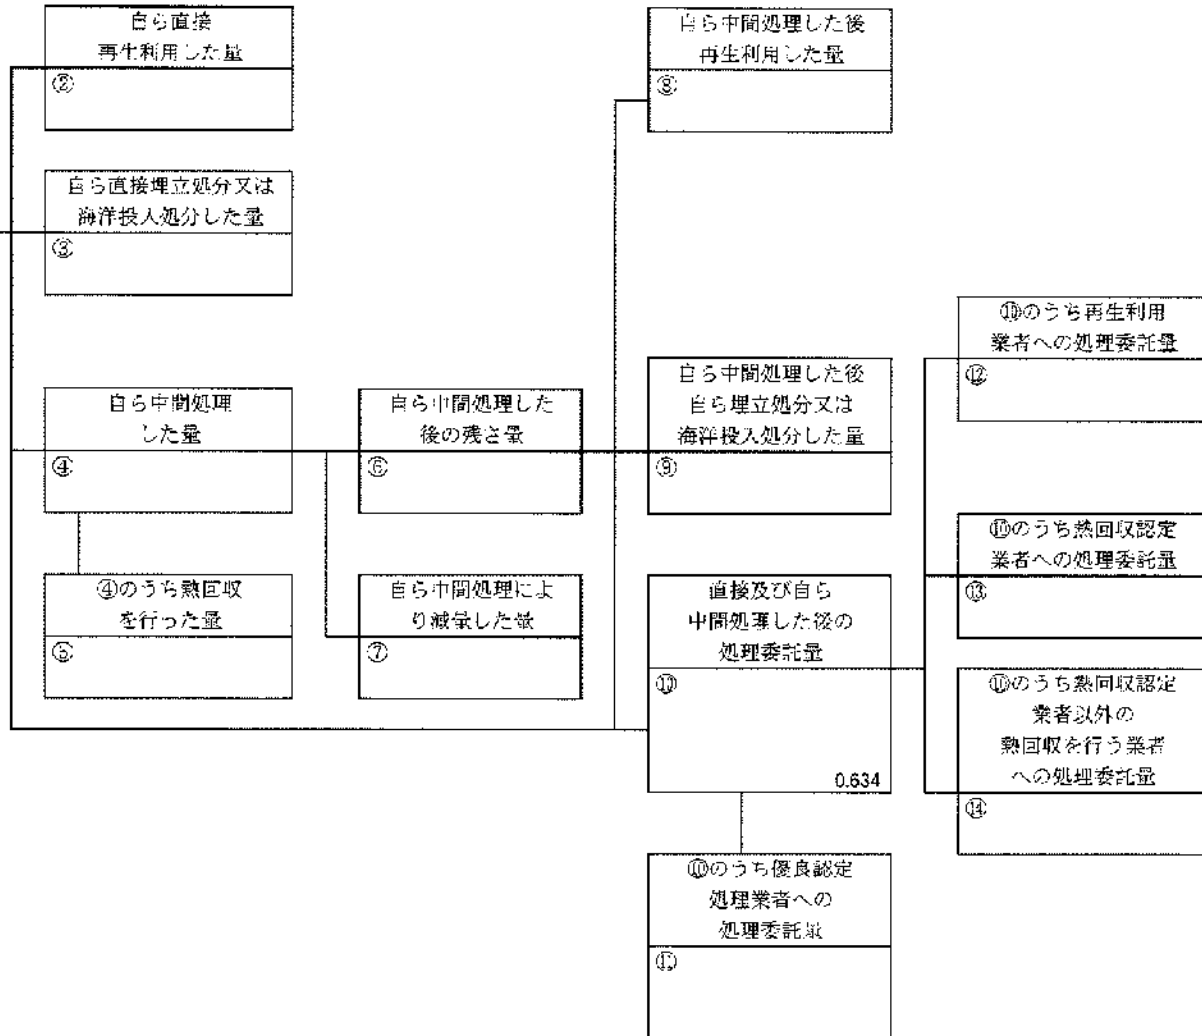 自ら直接
再生利用した量
②
自ら中間処理した後
再生利用した量
⑧
自ら直接埋立処分又は
海洋投入処分した量
③
⑩のうち再生利用
業者への処理委託量
⑫
自ら中間処理
した量
④
自ら中間処理した
後の残さ量
⑥
自ら中間処理した後
自ら埋立処分又は
海洋投入処分した量
⑨
⑩のうち熱回収認定
業者への処理委託量
⑬
④のうち熱回収
を行った量
⑤
自ら中間処理によ
り減量した量
⑦
直接及び自ら
中間処理した後の
処理委託量
⑩
0.634
⑩のうち熱回収認定
業者以外の
熱回収を行う業者
への処理委託量
⑭
⑩のうち優良認定
処理業者への
処理委託量
⑪